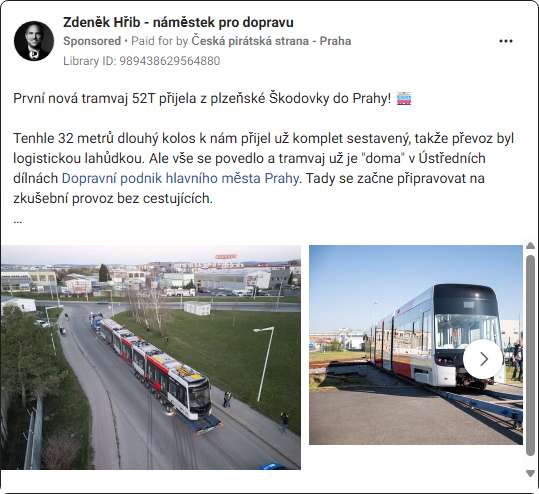 Zdeněk Hřib - náměstek pro dopravu
Sponsored • Paid for by Česká pirátská strana - Praha
Library ID: 989438629564880
První nová tramvaj 52T přijela z plzeňské Škodovky do Prahy! 🚊
Tenhle 32 metrů dlouhý kolos k nám přijel už komplet sestavený, takže převoz byl
logistickou lahůdkou. Ale vše se povedlo a tramvaj už je "doma" v Ústředních
dílnách Dopravní podnik hlavního města Prahy. Tady se začne připravovat na
zkušební provoz bez cestujících.
...